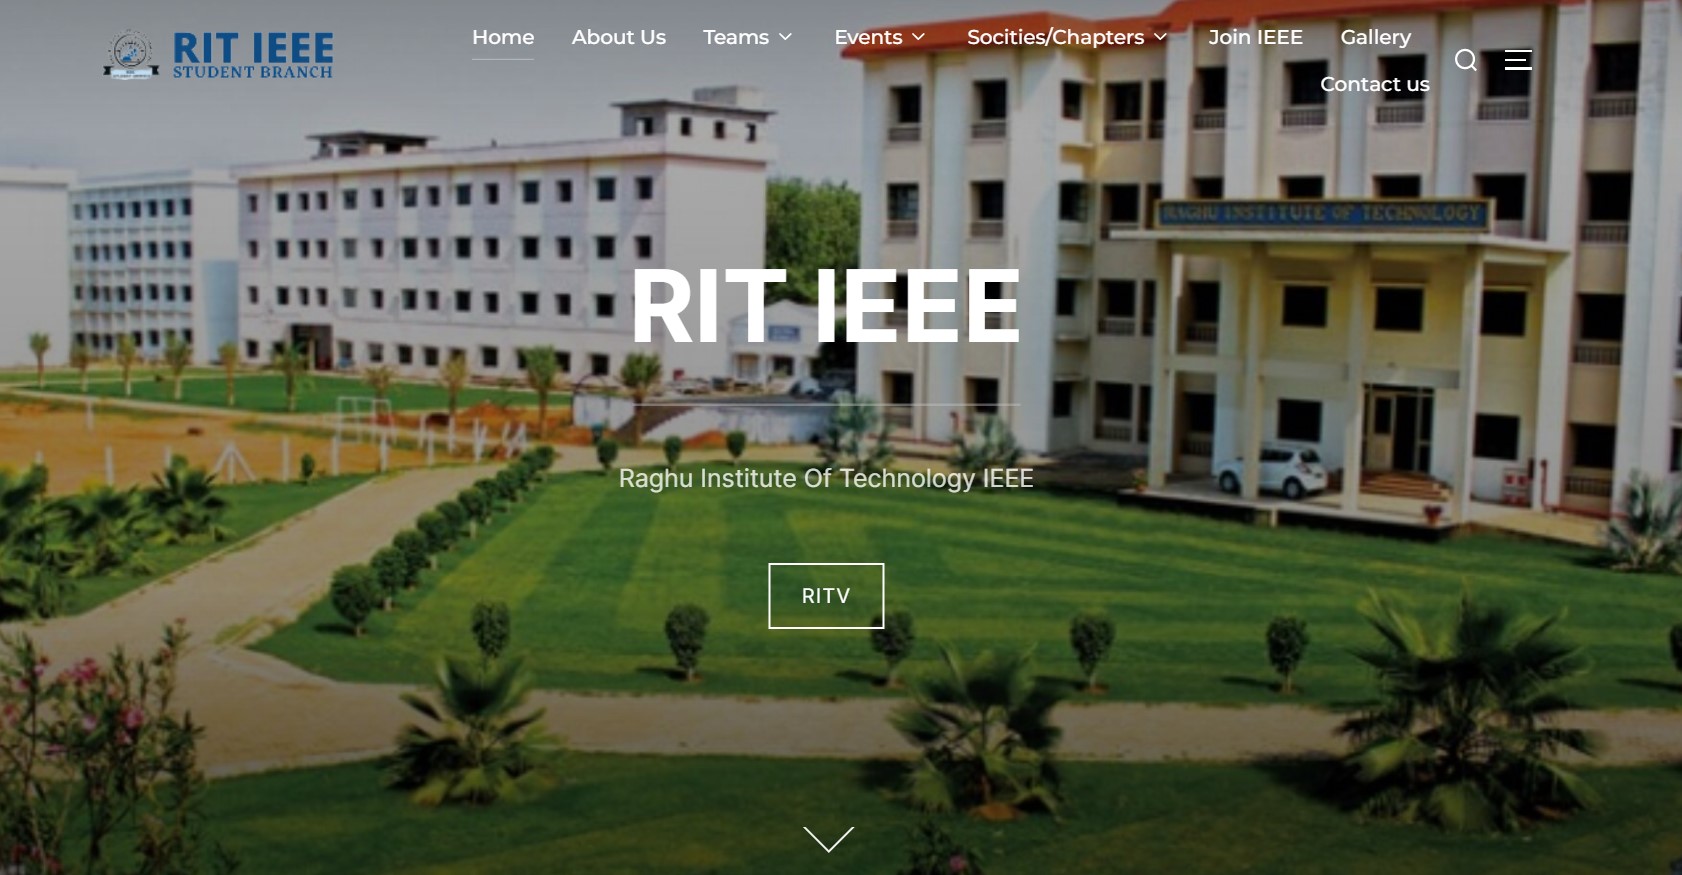 RIT IEEE
STUDENT BRANCH
Home
About Us
Teams
Events
Socities/Chapters
Join IEEE
Gallery
Contact us
RAGHU INSTITUTE OF TECHNOLOGY
RIT IEEE
Raghu Institute Of Technology IEEE
RITV